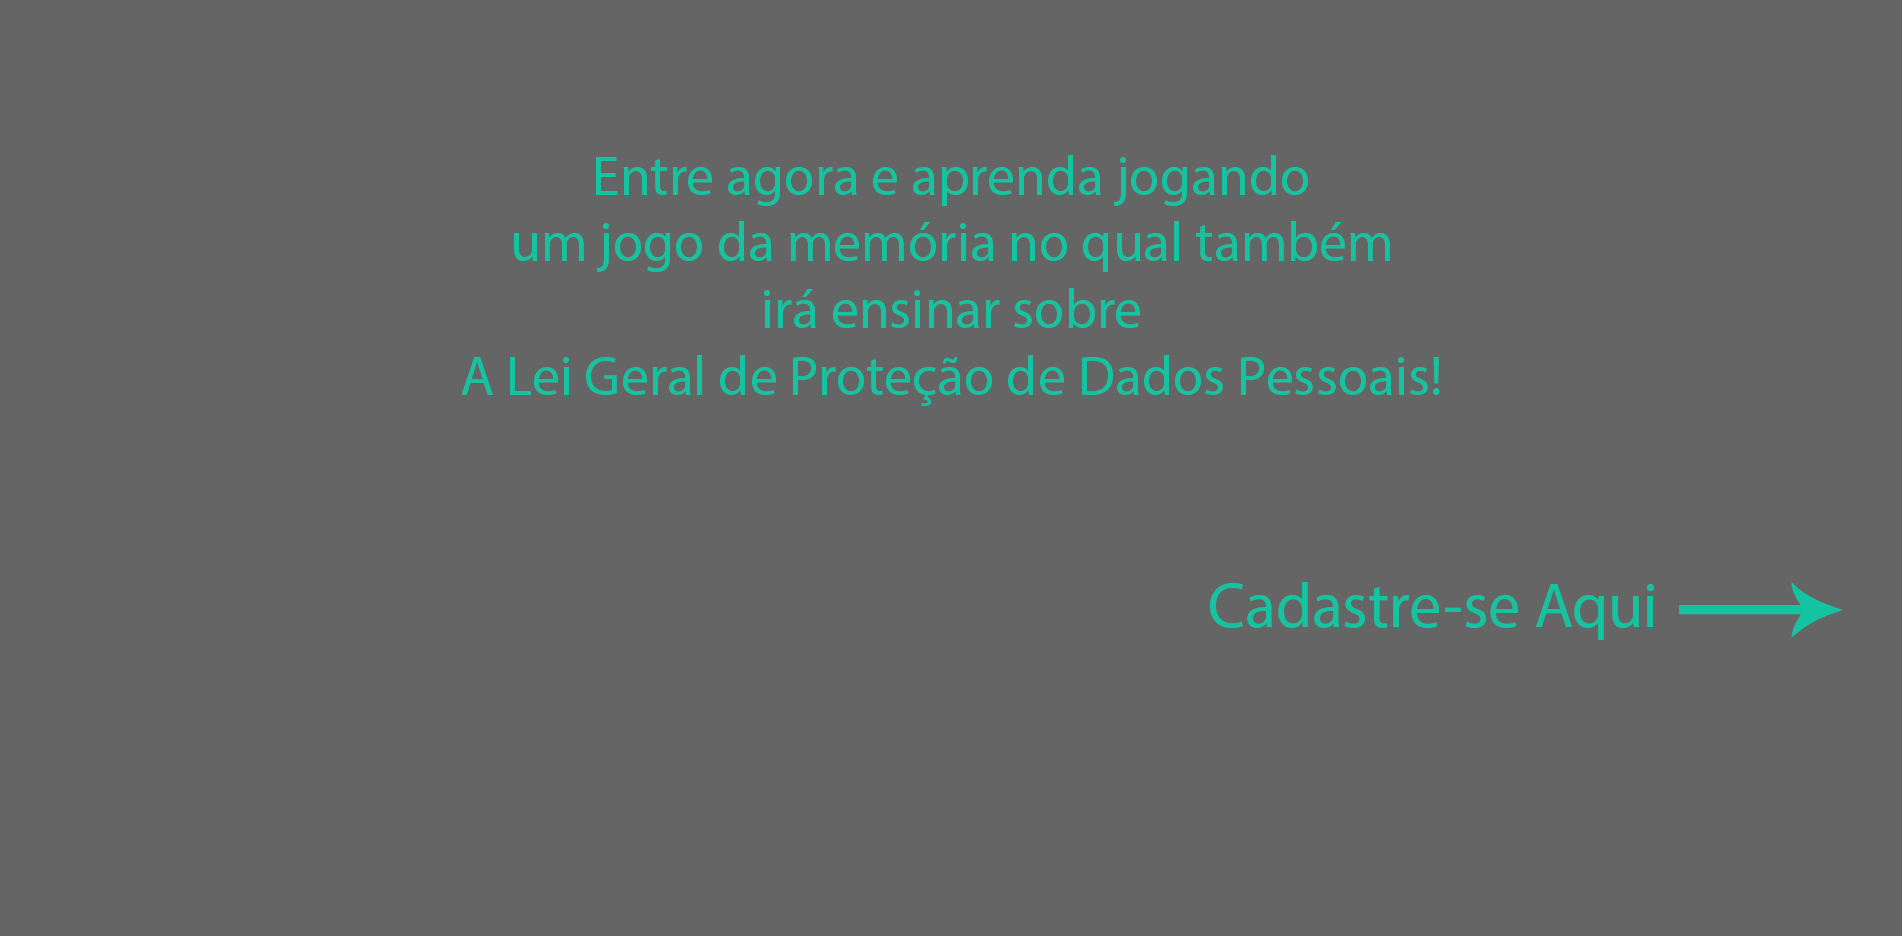 Entre agora e aprenda jogando
um jogo da memória no qual também
irá ensinar sobre
A Lei Geral de Proteção de Dados Pessoais!
Cadastre-se Aqui